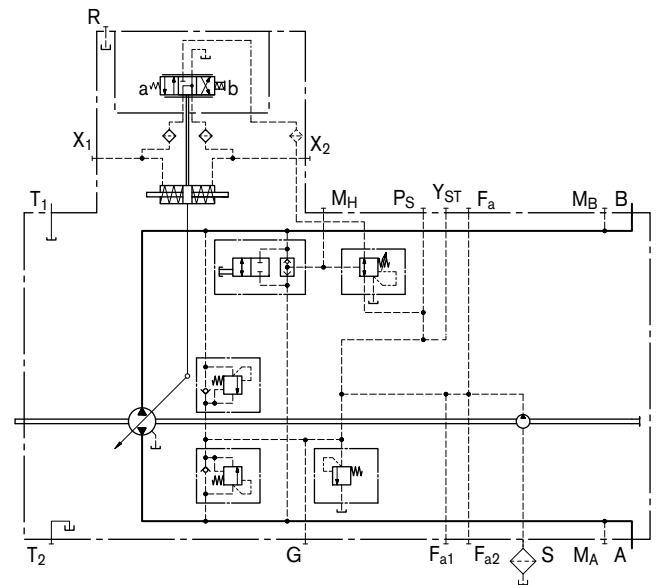 R
a b
X1 X2
T1 MH PS YST Fa MB B
T2 G Fa1 Fa2 S MA A